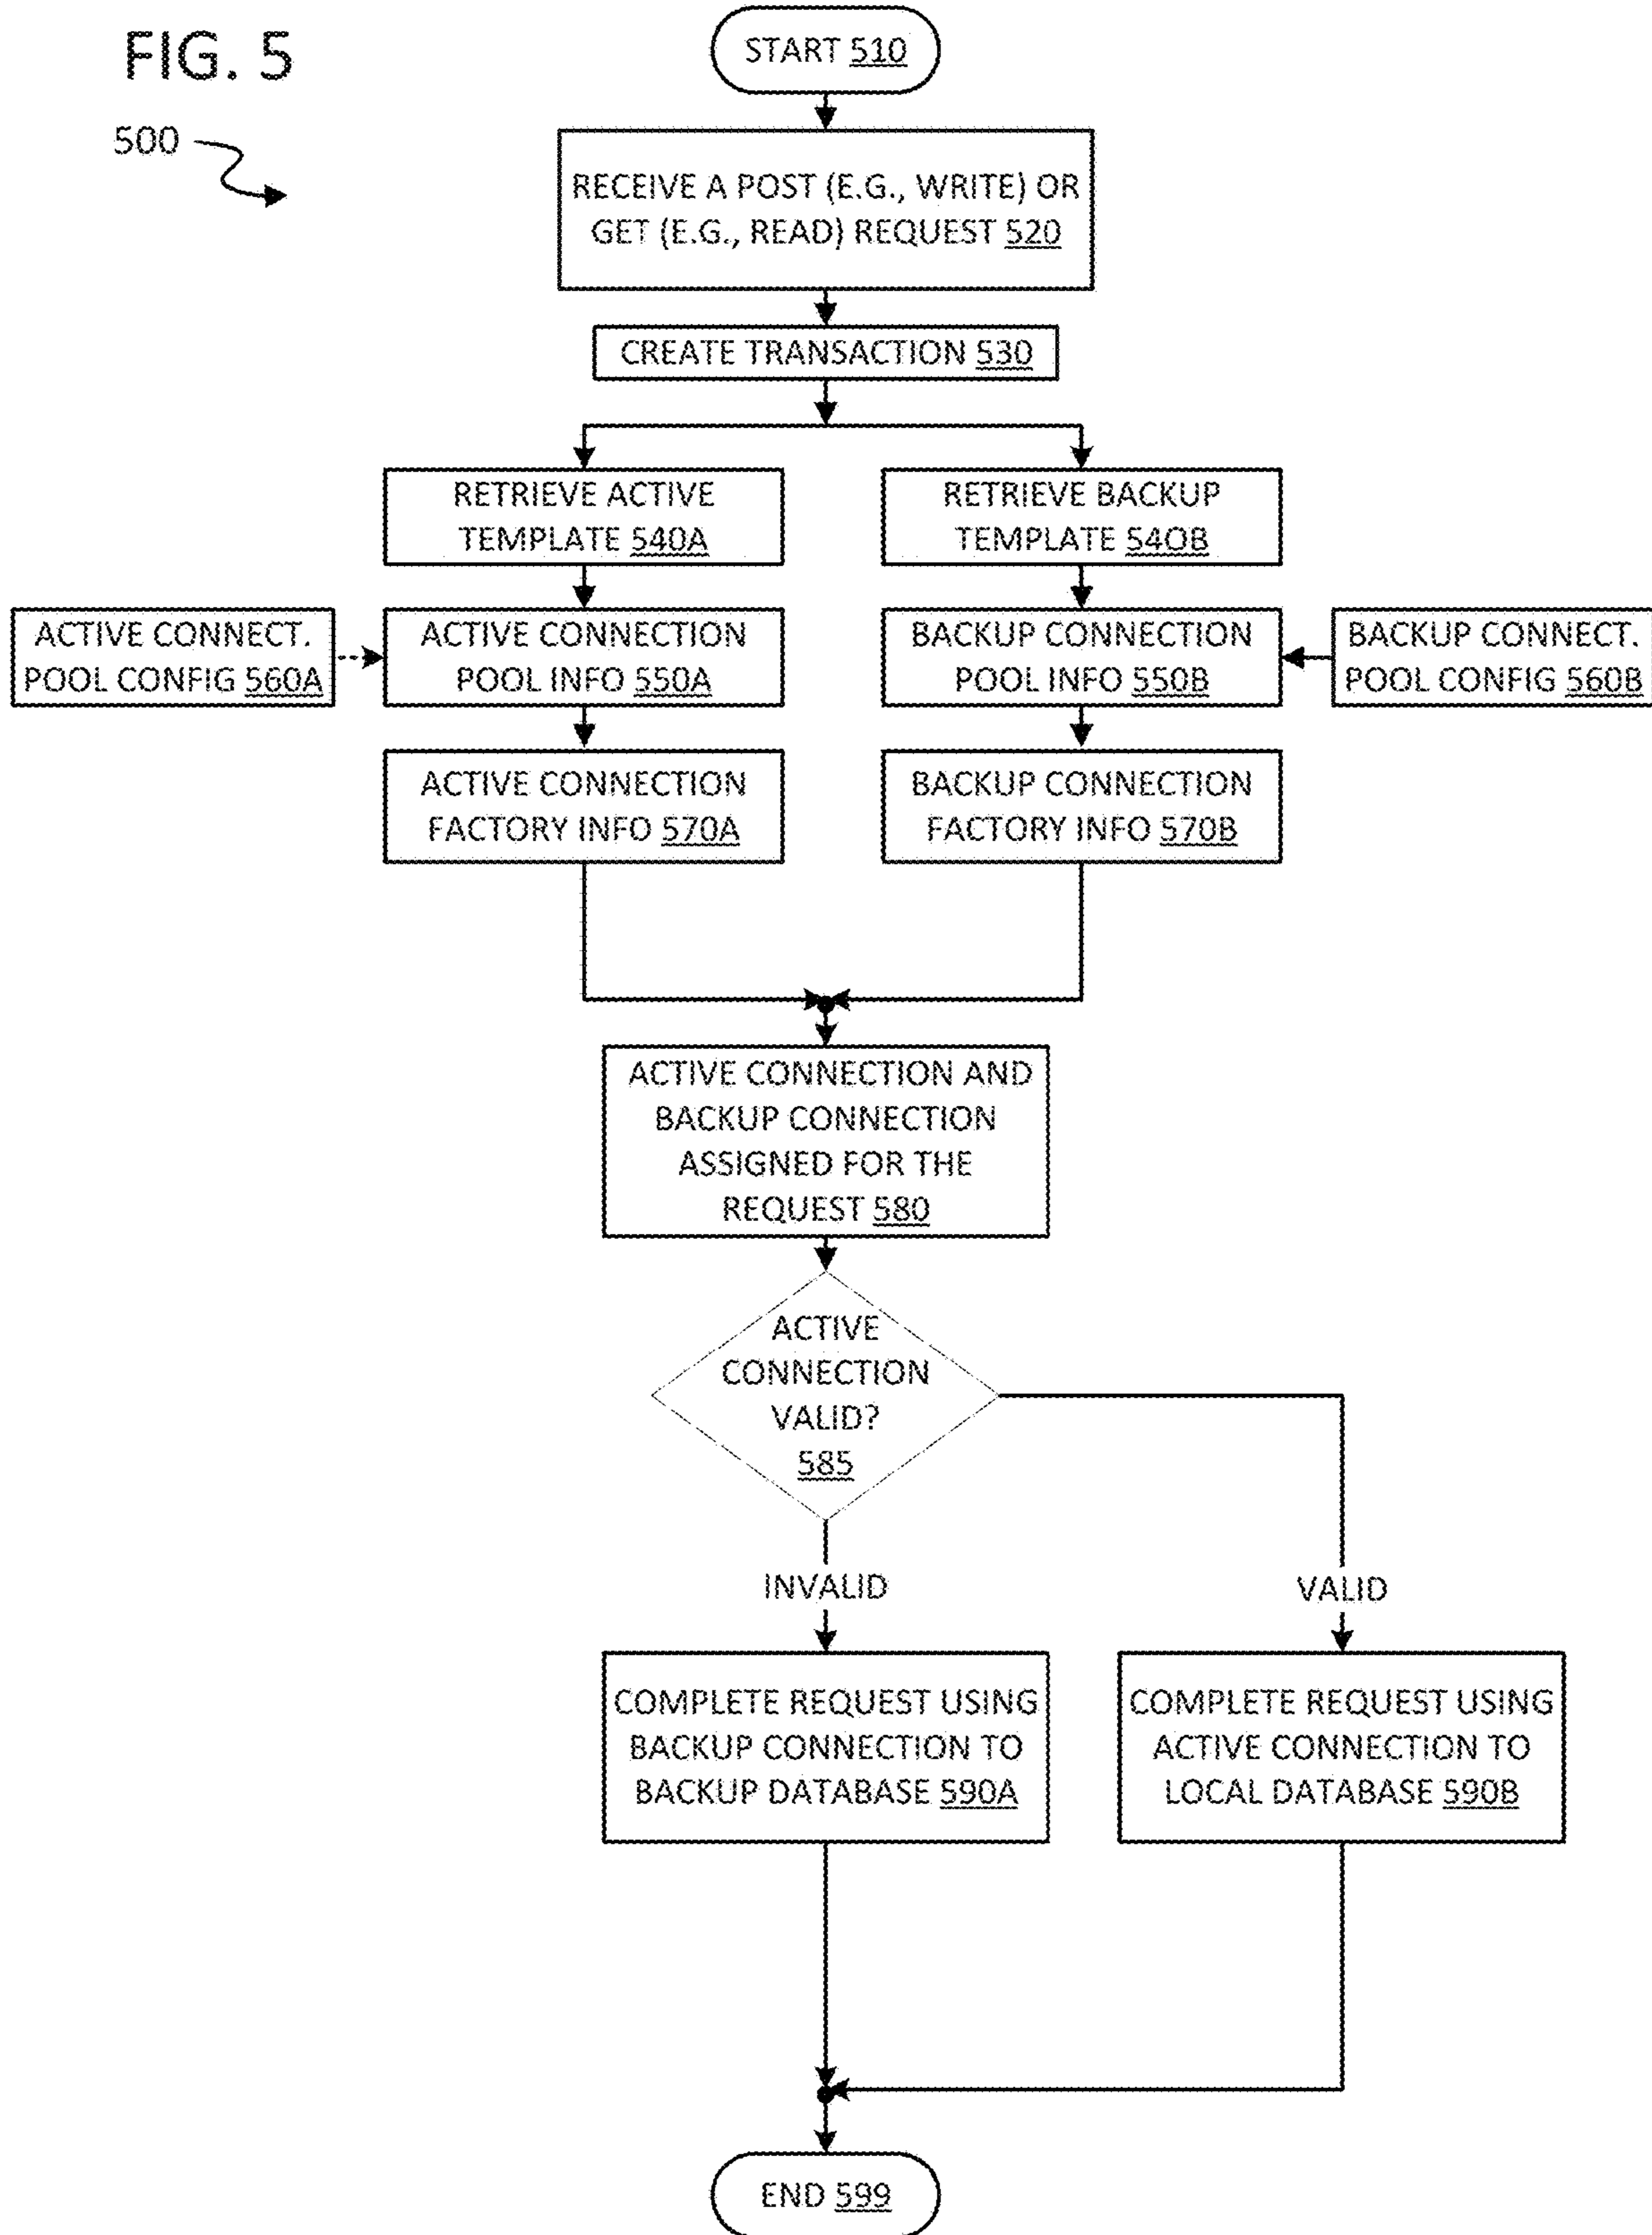 FIG. 5
500
START 510
RECEIVE A POST (E.G., WRITE) OR
GET (E.G., READ) REQUEST 520
CREATE TRANSACTION 530
RETRIEVE ACTIVE
TEMPLATE 540A
RETRIEVE BACKUP
TEMPLATE 54OB
ACTIVE CONNECT.
POOL CONFIG 560A
ACTIVE CONNECTION
POOL INFO 550A
BACKUP CONNECTION
POOL INFO 550B
BACKUP CONNECT.
POOL CONFIG 560B
ACTIVE CONNECTION
FACTORY INFO 570A
BACKUP CONNECTION
FACTORY INFO 570B
ACTIVE CONNECTION AND
BACKUP CONNECTION
ASSIGNED FOR THE
REQUEST 580
ACTIVE
CONNECTION
VALID?
585
INVALID
VALID
COMPLETE REQUEST USING
BACKUP CONNECTION TO
BACKUP DATABASE 590A
COMPLETE REQUEST USING
ACTIVE CONNECTION TO
LOCAL DATABASE 590B
END 599